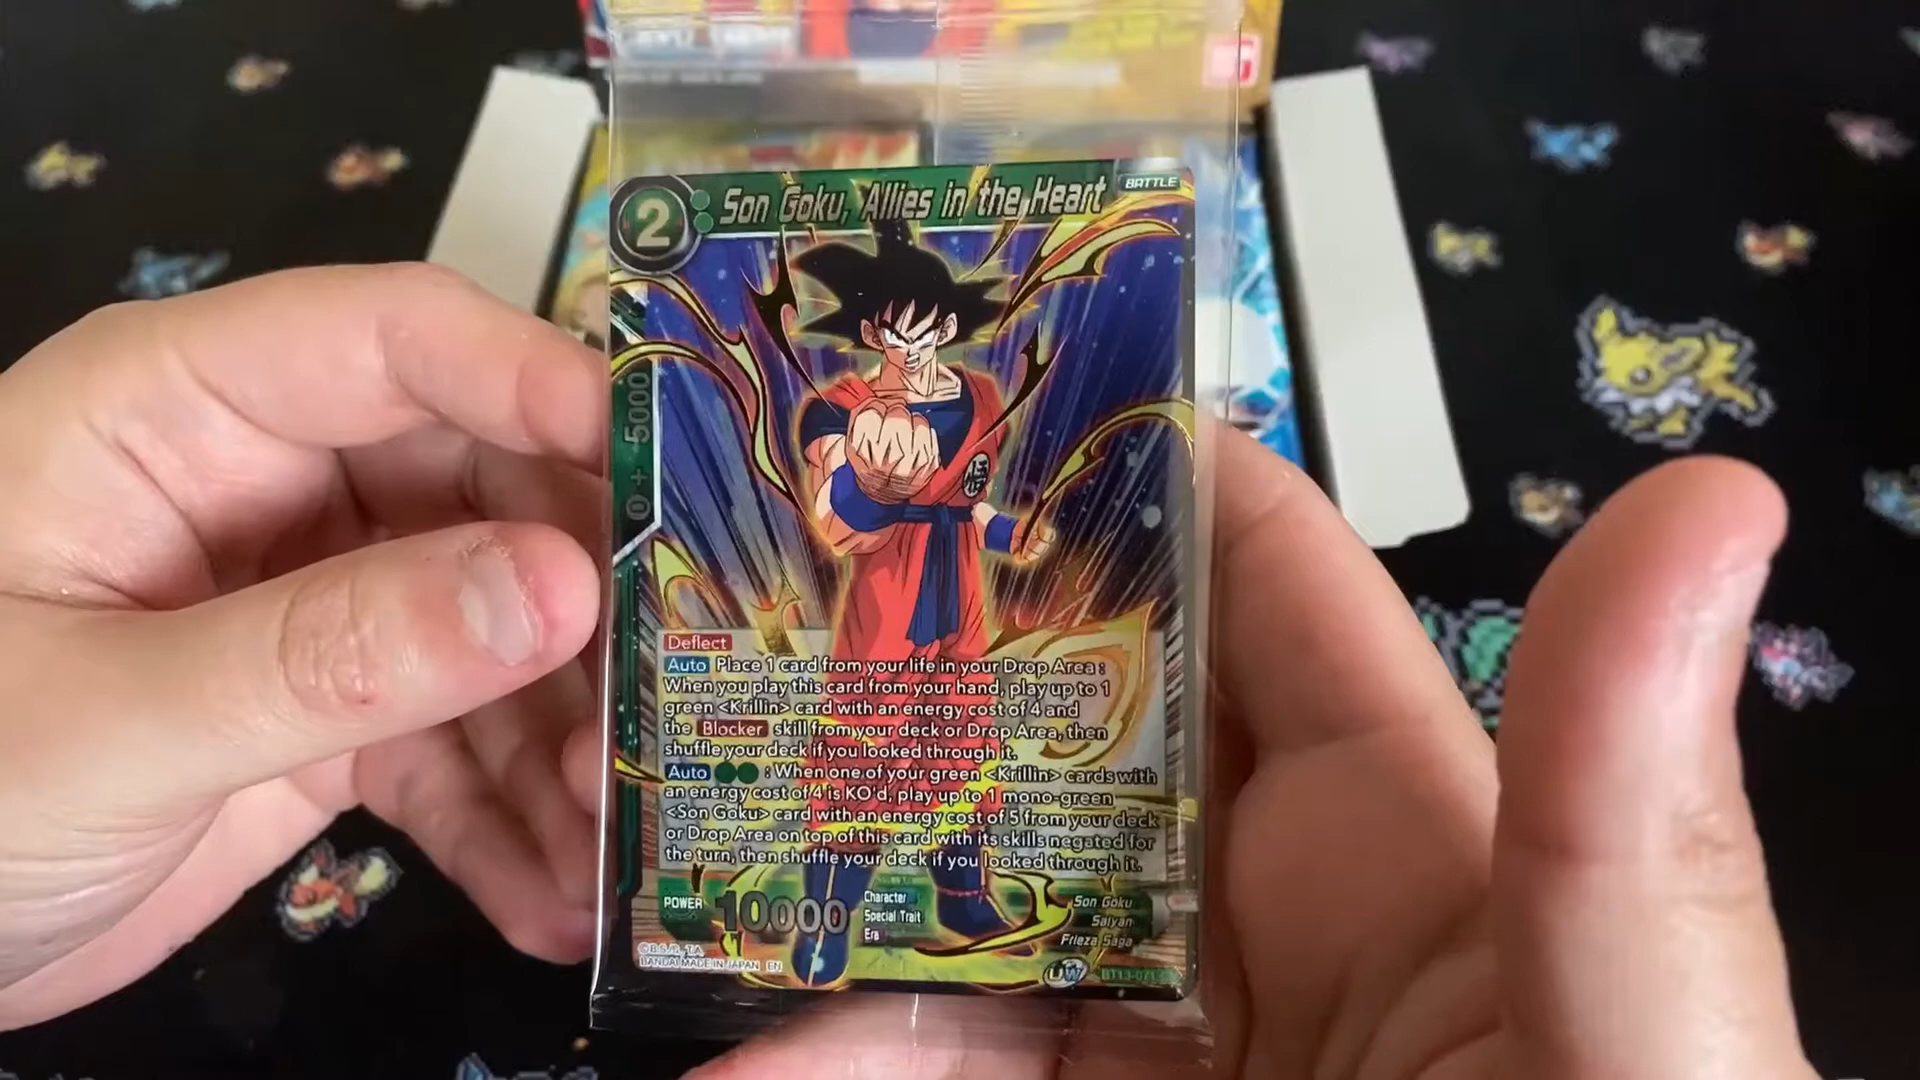 Son Goku, Allies in the Heart
BATTLE
2
0 + 5000
悟
Deflect
Auto Place 1 card from your life in your Drop Area :
When you play this card from your hand, play up to 1
green <Krillin> card with an energy cost of 4 and
the Blocker skill from your deck or Drop Area, then
shuffle your deck if you looked through it.
Auto : When one of your green <Krillin> cards with
an energy cost of 4 is KO'd, play up to 1 mono-green
<Son Goku> card with an energy cost of 5 from your deck
or Drop Area on top of this card with its skills negated for
the turn, then shuffle your deck if you looked through it.
POWER 10000
Character Son Goku
Special Trait Saiyan
Era Frieza Saga
BANDAI MADE IN JAPAN EN
UW
BT13-071